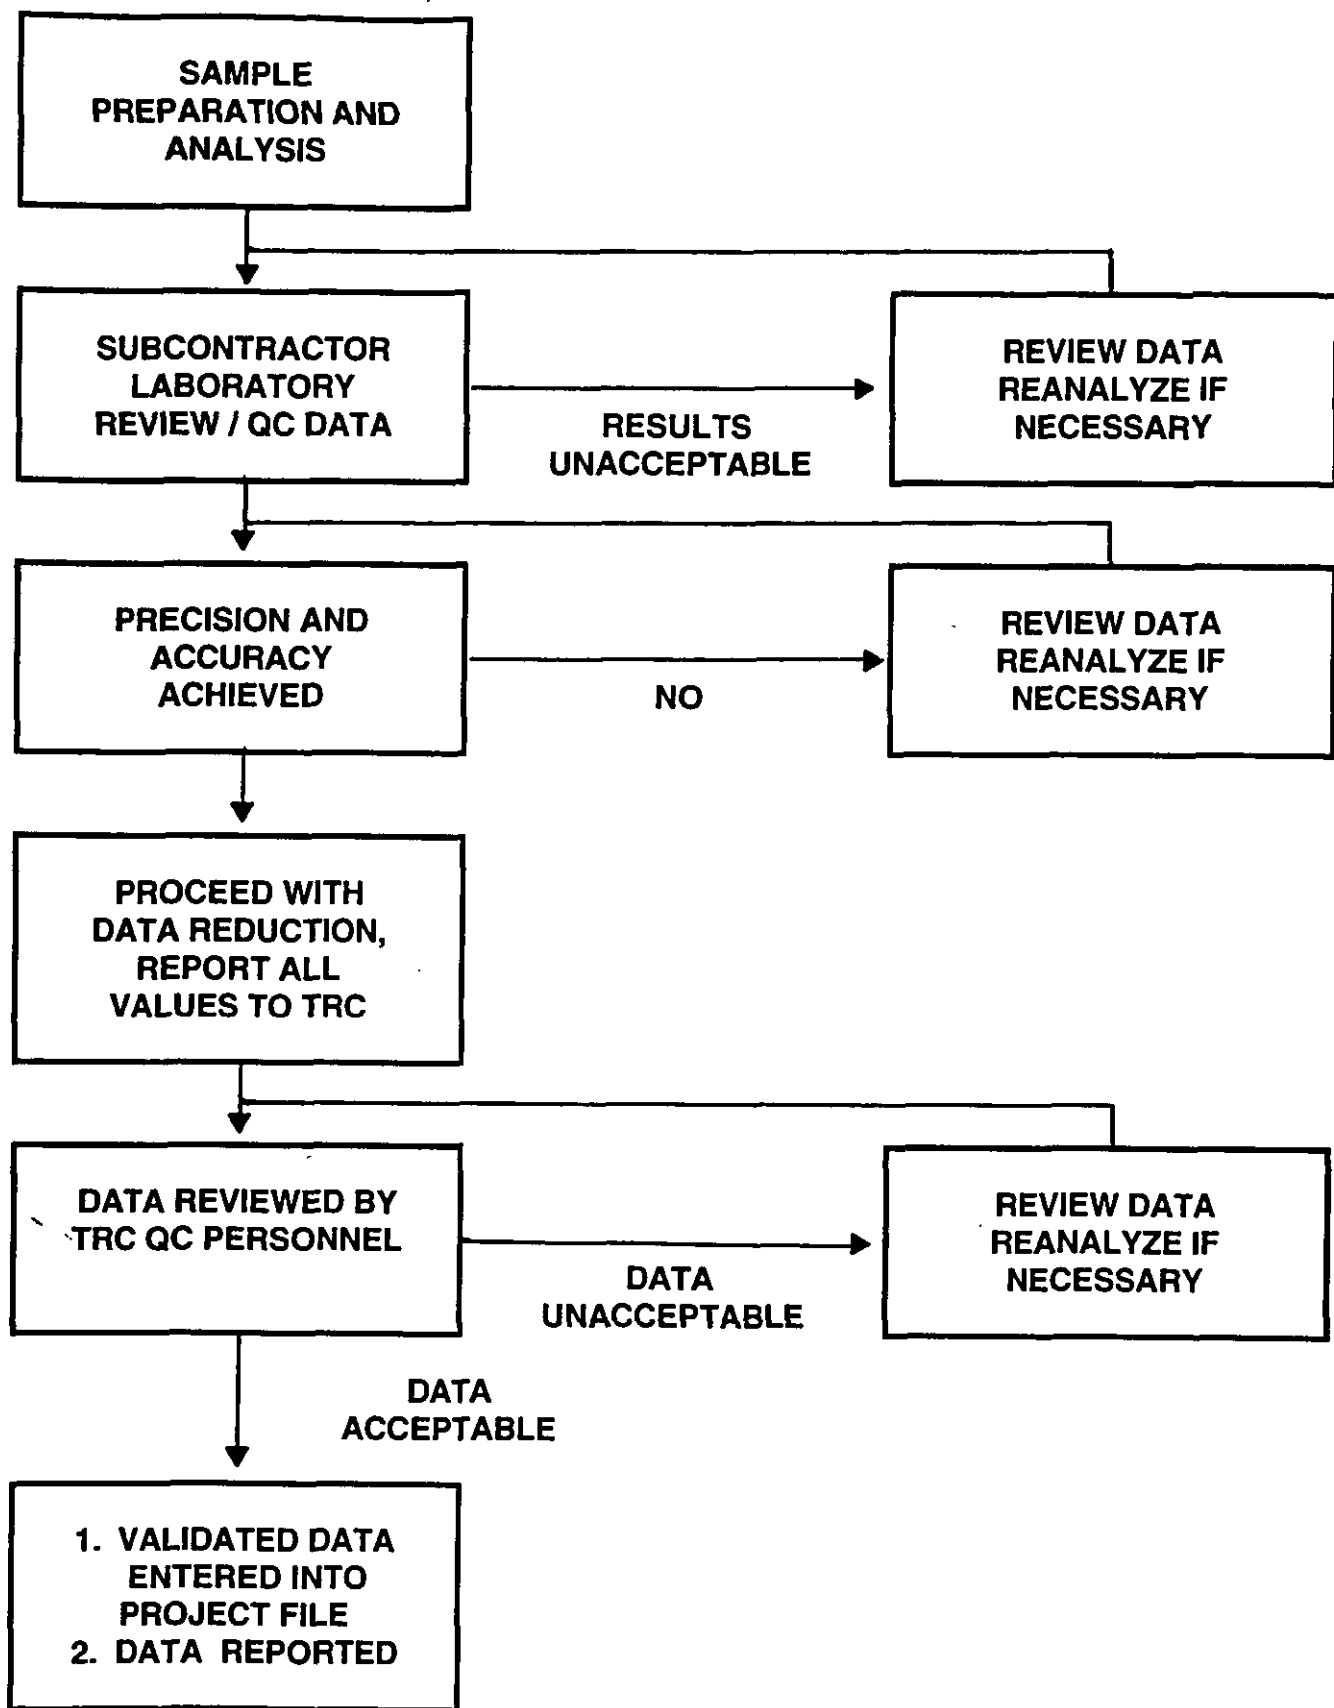 SAMPLE
PREPARATION AND
ANALYSIS
SUBCONTRACTOR
LABORATORY
REVIEW / QC DATA
RESULTS
UNACCEPTABLE
REVIEW DATA
REANALYZE IF
NECESSARY
PRECISION AND
ACCURACY
ACHIEVED
NO
REVIEW DATA
REANALYZE IF
NECESSARY
PROCEED WITH
DATA REDUCTION,
REPORT ALL
VALUES TO TRC
DATA REVIEWED BY
TRC QC PERSONNEL
DATA
UNACCEPTABLE
REVIEW DATA
REANALYZE IF
NECESSARY
DATA
ACCEPTABLE
1. VALIDATED DATA
ENTERED INTO
PROJECT FILE
2. DATA REPORTED